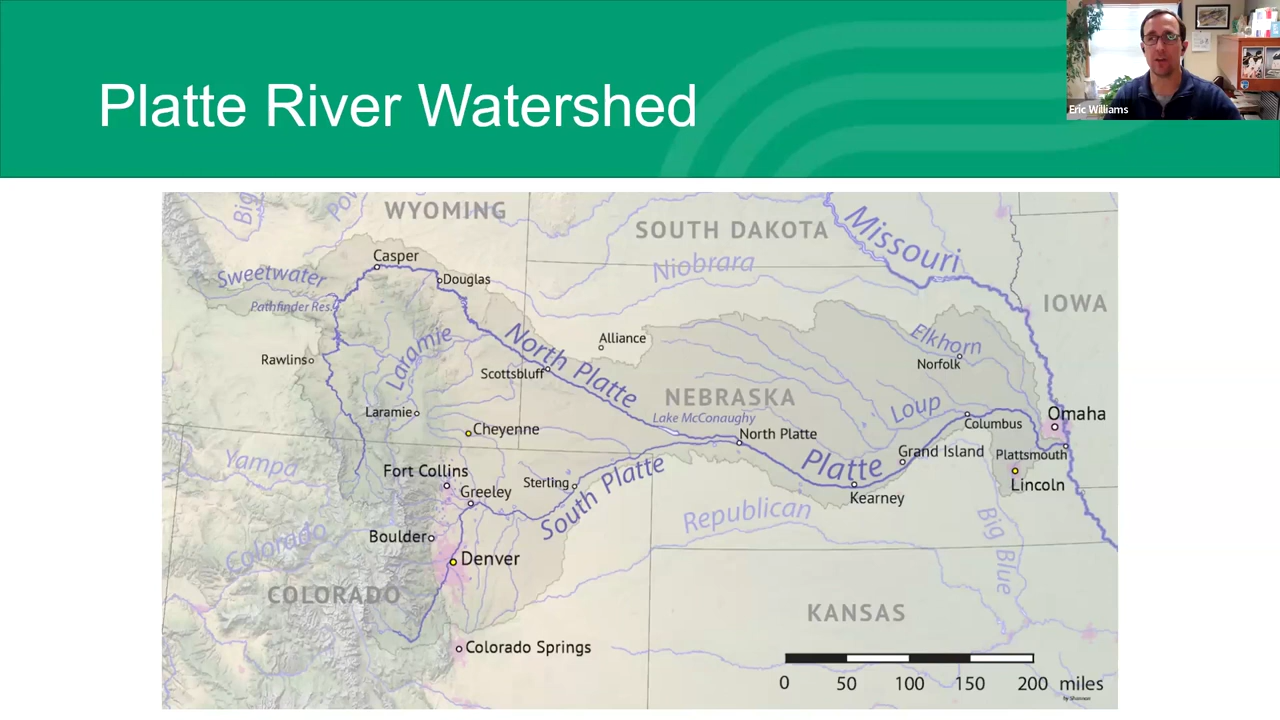 Platte River Watershed
Eric Williams
WYOMING
SOUTH DAKOTA
Missouri
Big
Niobrara
IOWA
Casper
Sweetwater
Douglas
Pathfinder Res.
Laramie
North Platte
Alliance
Elkhorn
Rawlins
Norfolk
Scottsbluff
NEBRASKA
Lake McConaughy
Loup
Laramie
Omaha
Columbus
Cheyenne
North Platte
Grand Island
Plattsmouth
Yampa
Fort Collins
Platte
Sterling
South Platte
Lincoln
Greeley
Kearney
Republican
Big Blue
Colorado
Boulder
Denver
COLORADO
KANSAS
Colorado Springs
0 50 100 150 200 miles